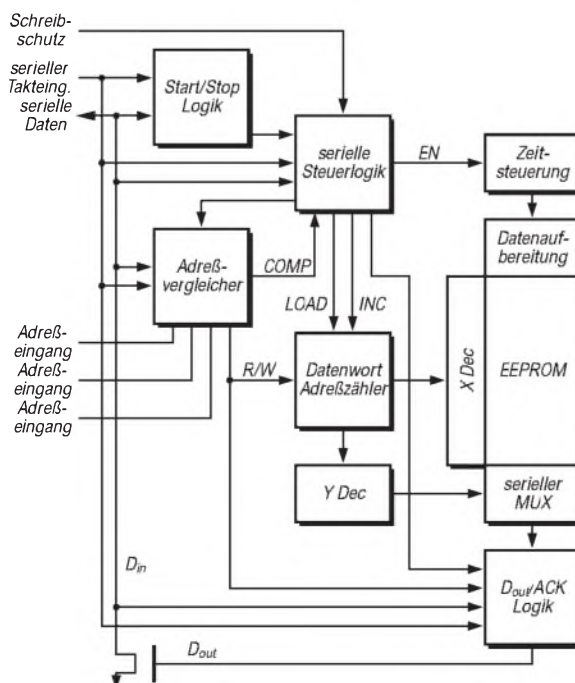 Schreib-
schutz
serieller
Takteing.
serielle
Daten
Start/Stop
Logik
serielle
Steuerlogik
EN
Zeit-
steuerung
Datenauf-
bereitung
Adreß-
vergleicher
COMP
LOAD
INC
X Dec
EEPROM
Adreß-
eingang
Adreß-
eingang
Adreß-
eingang
R/W
Datenwort
Adreßzähler
Y Dec
serieller
MUX
Din
Dout/ACK
Logik
Dout